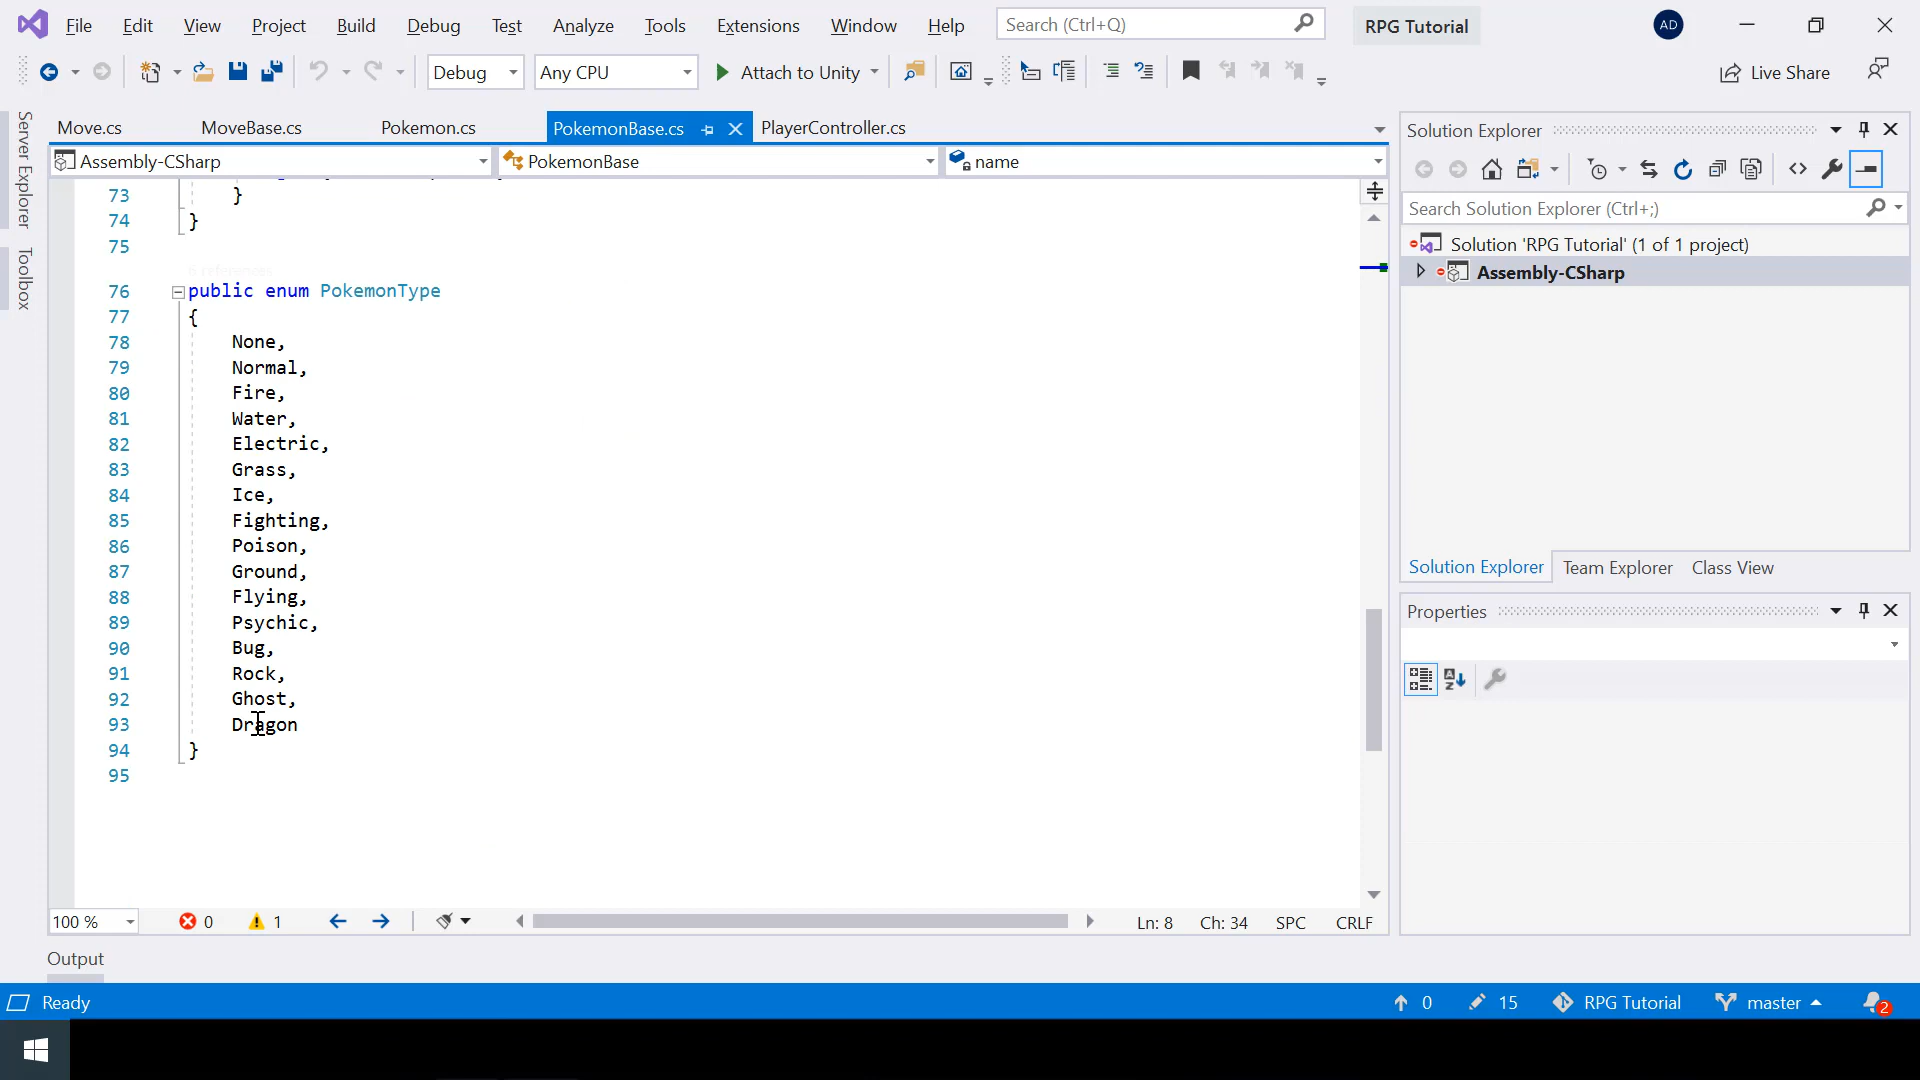 File Edit View Project Build Debug Test Analyze Tools Extensions Window Help Search (Ctrl+Q) RPG Tutorial AD
Debug Any CPU Attach to Unity Live Share
Server Explorer
Toolbox
Move.cs MoveBase.cs Pokemon.cs PokemonBase.cs PlayerController.cs
Assembly-CSharp PokemonBase name
73 }
74 }
75
6 references
76 public enum PokemonType
77 {
78 None,
79 Normal,
80 Fire,
81 Water,
82 Electric,
83 Grass,
84 Ice,
85 Fighting,
86 Poison,
87 Ground,
88 Flying,
89 Psychic,
90 Bug,
91 Rock,
92 Ghost,
93 Dragon
94 }
95
100 % 0 1 Ln: 8 Ch: 34 SPC CRLF
Solution Explorer
Search Solution Explorer (Ctrl+;)
Solution 'RPG Tutorial' (1 of 1 project)
Assembly-CSharp
Solution Explorer Team Explorer Class View
Properties
Output
Ready 0 15 RPG Tutorial master 2